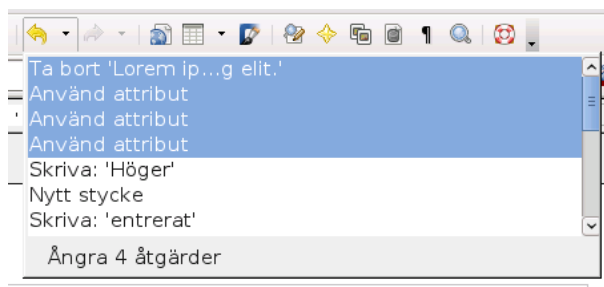 Ta bort 'Lorem ip...g elit.'
Använd attribut
Använd attribut
Använd attribut
Skriva: 'Höger'
Nytt stycke
Skriva: 'entrerat'
Ångra 4 åtgärder